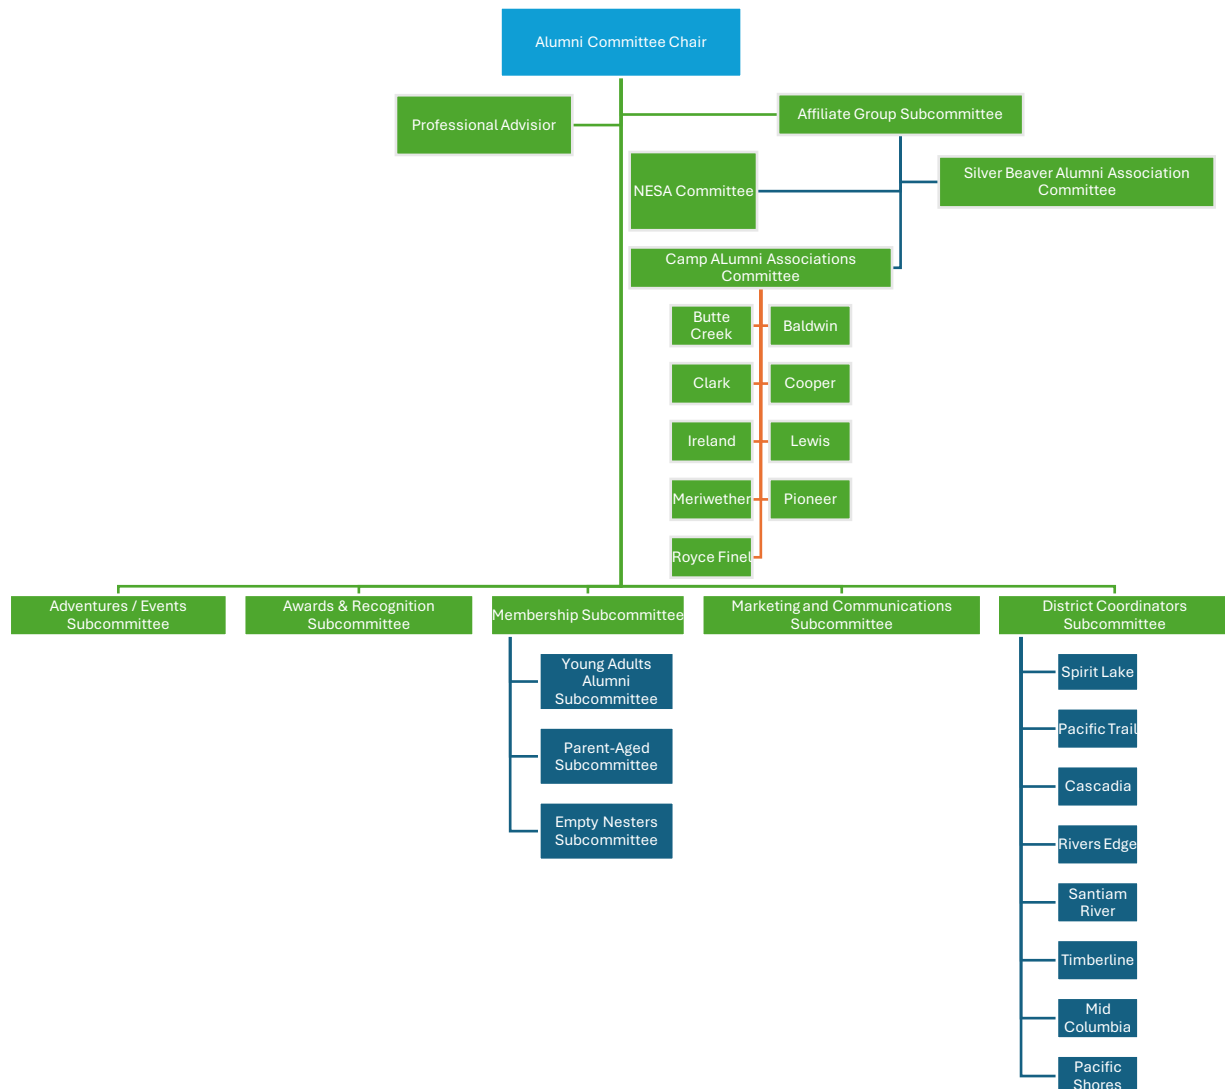 Alumni Committee Chair
Professional Advisior
Affiliate Group Subcommittee
NESA Committee
Silver Beaver Alumni Association
Committee
Camp ALumni Associations
Committee
Butte
Creek
Baldwin
Clark
Cooper
Ireland
Lewis
Meriwether
Pioneer
Royce Finel
Adventures / Events
Subcommittee
Awards & Recognition
Subcommittee
Membership Subcommittee
Marketing and Communications
Subcommittee
District Coordinators
Subcommittee
Young Adults
Alumni
Subcommittee
Parent-Aged
Subcommittee
Empty Nesters
Subcommittee
Spirit Lake
Pacific Trail
Cascadia
Rivers Edge
Santiam
River
Timberline
Mid
Columbia
Pacific
Shores